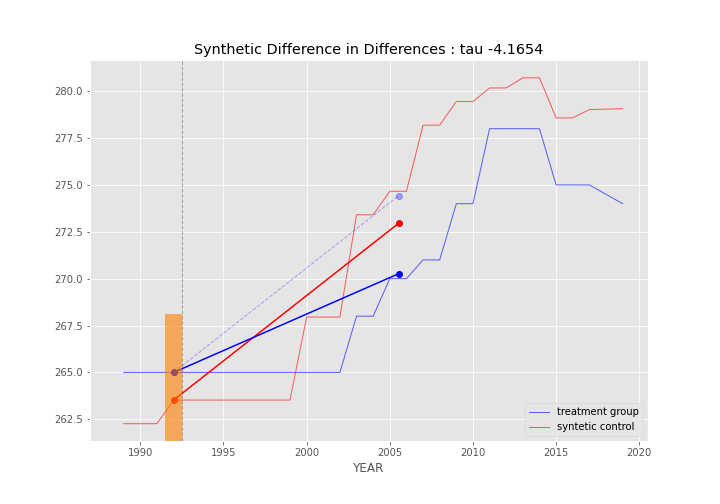 Synthetic Difference in Differences : tau -4.1654
280.0
277.5
275.0
272.5
270.0
267.5
265.0
262.5
treatment group
syntetic control
1990 1995 2000 2005 2010 2015 2020
YEAR